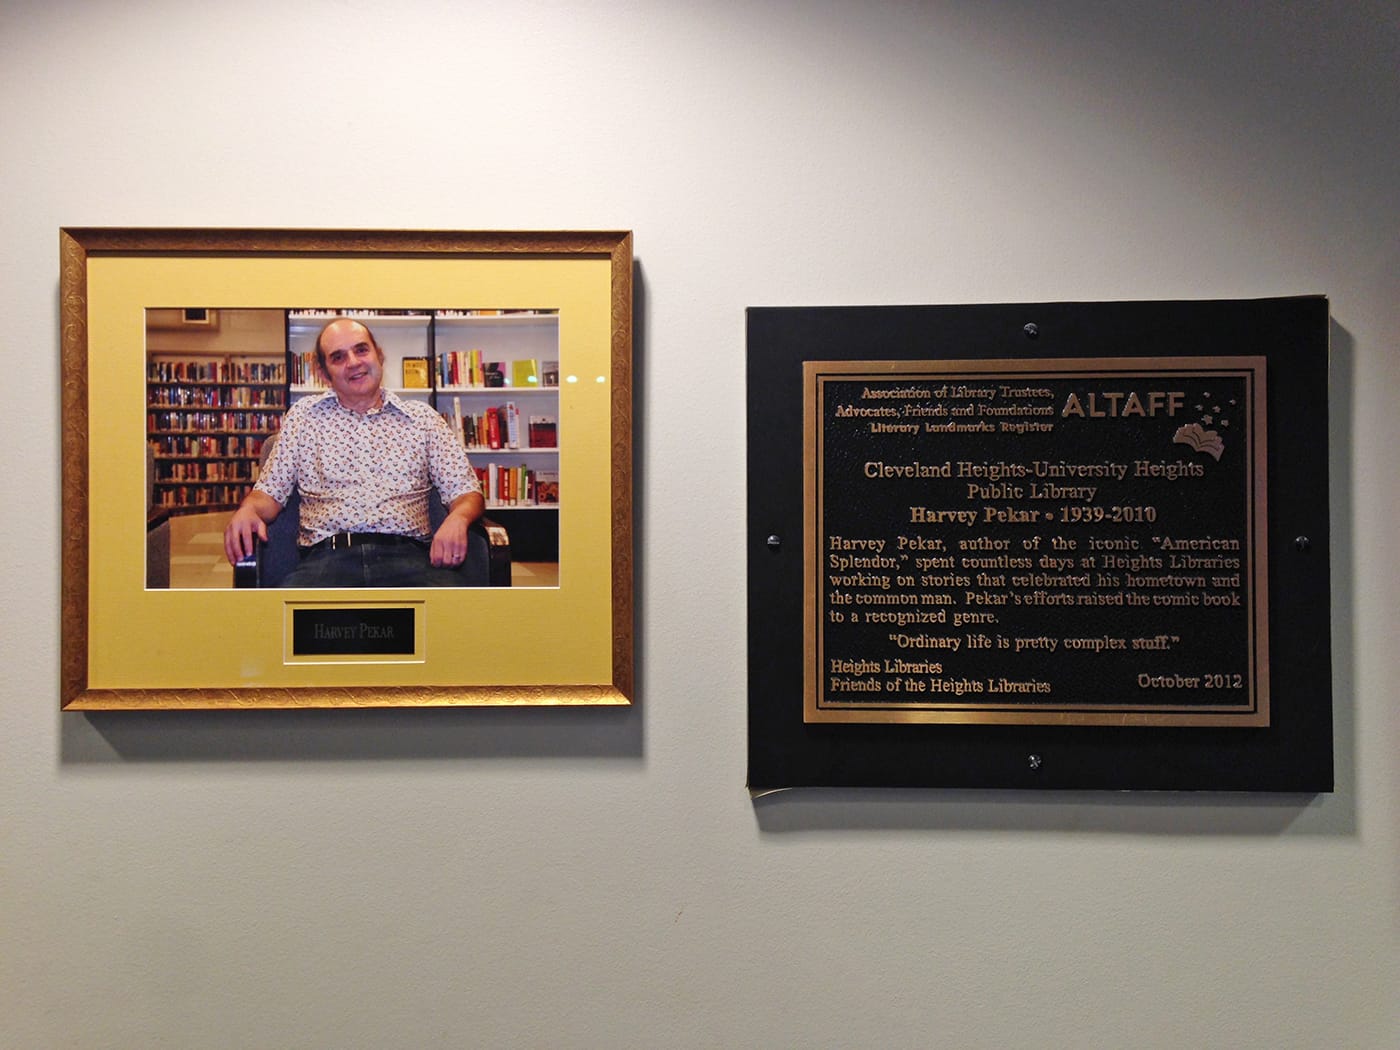 HARVEY PEKAR
Association of Library Trustees,
Advocates, Friends and Foundations
Literary Landmarks Register
ALTAFF
Cleveland Heights-University Heights
Public Library
Harvey Pekar • 1939-2010
Harvey Pekar, author of the iconic "American
Splendor," spent countless days at Heights Libraries
working on stories that celebrated his hometown and
the common man. Pekar's efforts raised the comic book
to a recognized genre.
"Ordinary life is pretty complex stuff."
Heights Libraries
Friends of the Heights Libraries
October 2012